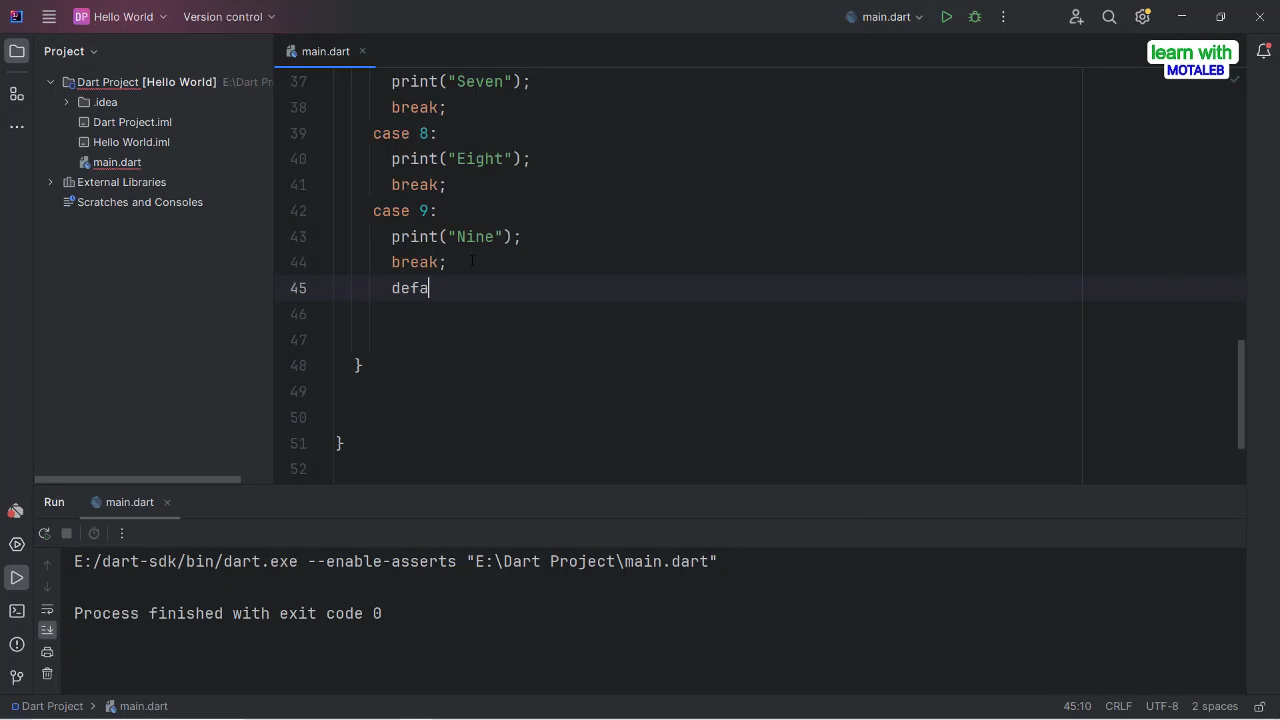 DP Hello World Version control main.dart
Project main.dart learn with
MOTALEB
Dart Project [Hello World] E:\Dart Proj
.idea
Dart Project.iml
Hello World.iml
main.dart
External Libraries
Scratches and Consoles
37 print("Seven");
38 break;
39 case 8:
40 print("Eight");
41 break;
42 case 9:
43 print("Nine");
44 break;
45 defa
46
47
48 }
49
50
51 }
52
Run main.dart
E:/dart-sdk/bin/dart.exe --enable-asserts "E:\Dart Project\main.dart"
Process finished with exit code 0
Dart Project main.dart 45:10 CRLF UTF-8 2 spaces